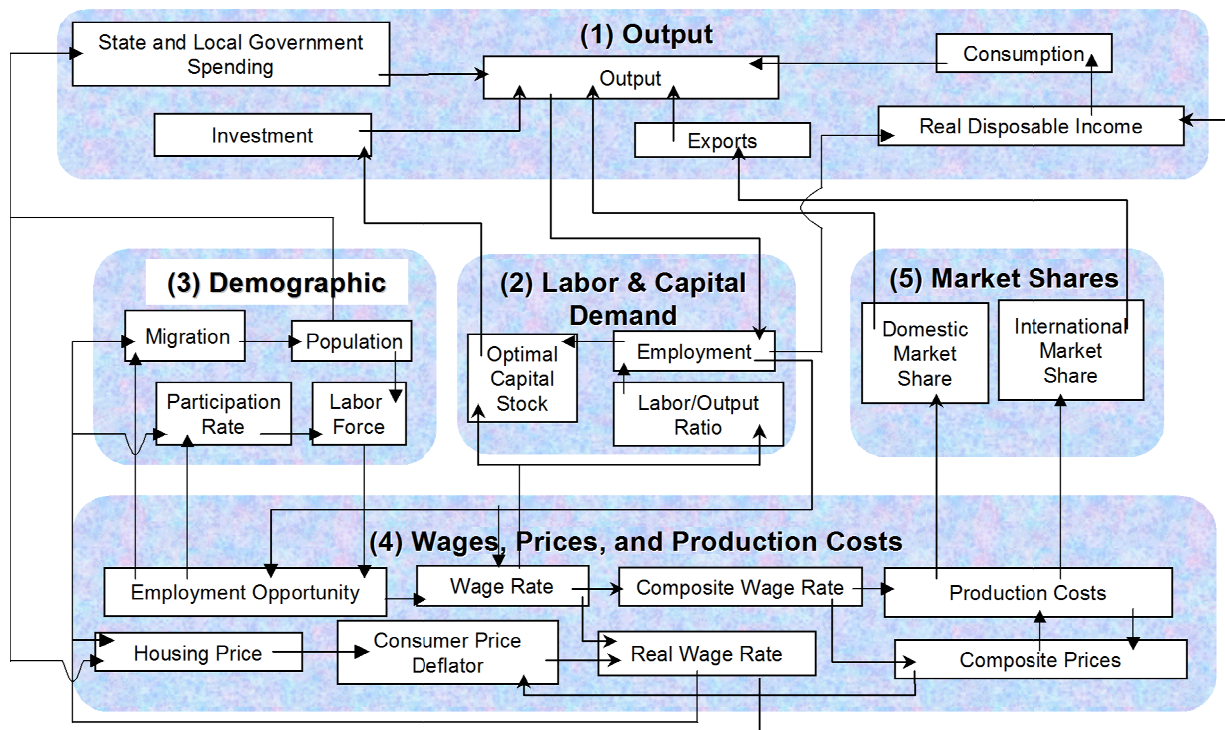 (1) Output
State and Local Government
Spending
Output
Consumption
Investment
Exports
Real Disposable Income
(3) Demographic
Migration
Population
Participation
Rate
Labor
Force
(2) Labor & Capital
Demand
Optimal
Capital
Stock
Employment
Labor/Output
Ratio
(5) Market Shares
Domestic
Market
Share
International
Market
Share
(4) Wages, Prices, and Production Costs
Employment Opportunity
Wage Rate
Composite Wage Rate
Production Costs
Housing Price
Consumer Price
Deflator
Real Wage Rate
Composite Prices